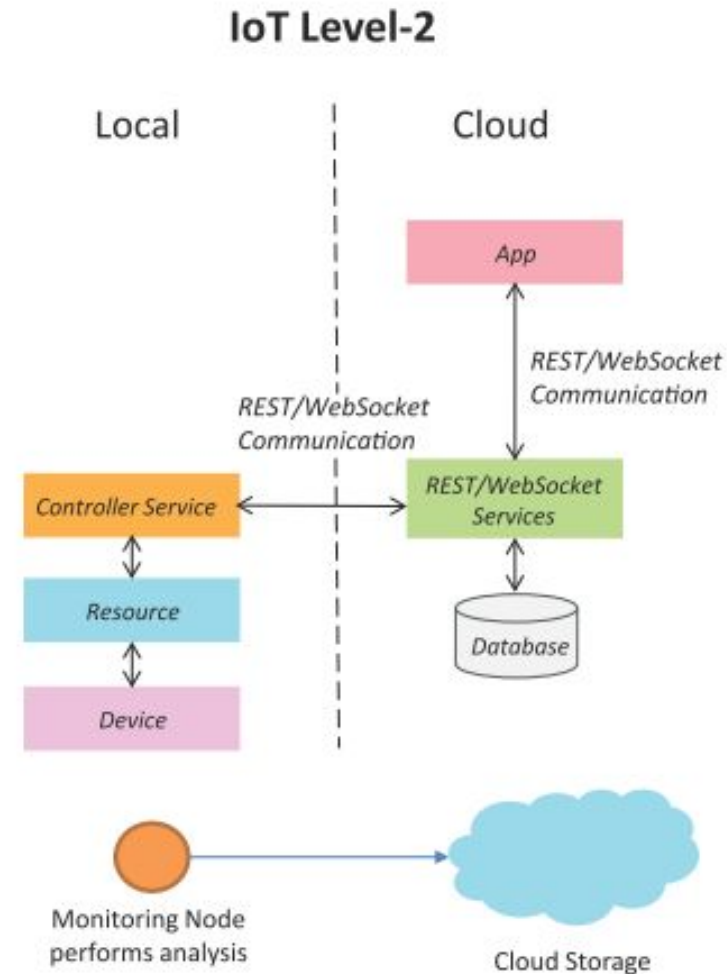 IoT Level-2
Local
Cloud
App
REST/WebSocket
Communication
REST/WebSocket
Communication
Controller Service
REST/WebSocket
Services
Resource
Database
Device
Monitoring Node
performs analysis
Cloud Storage